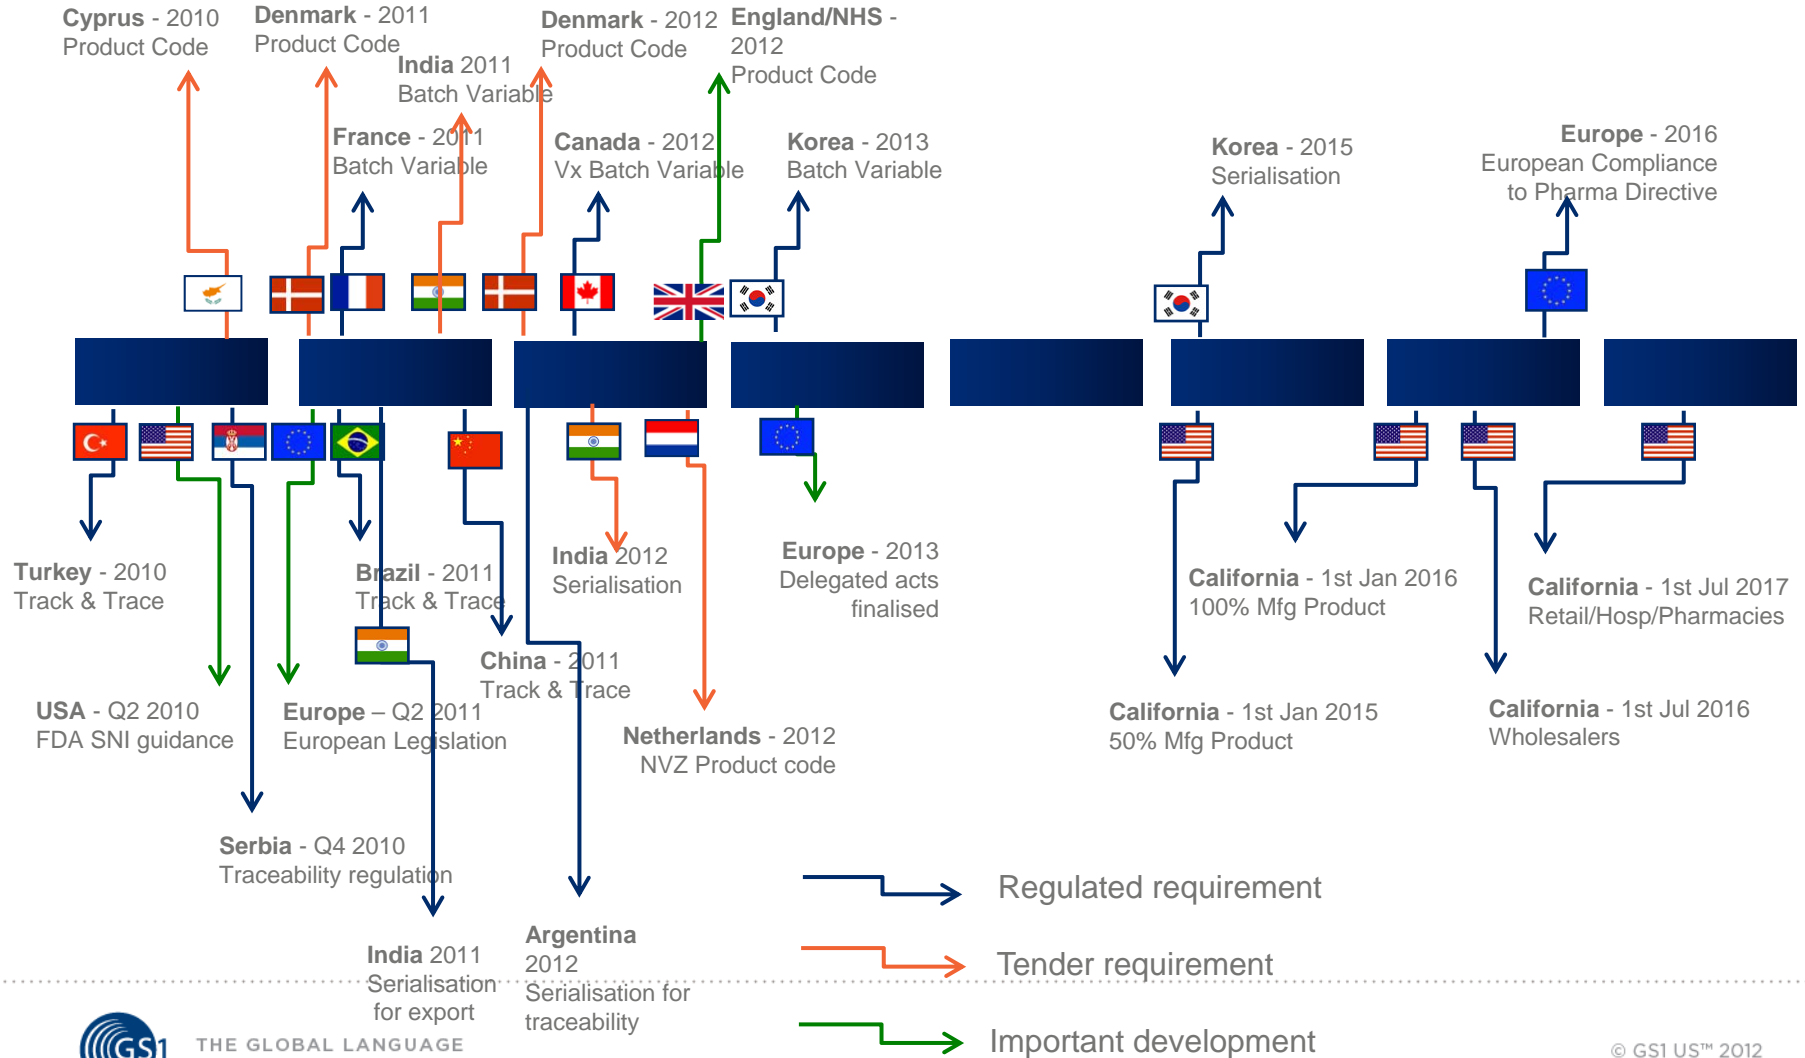 Cyprus - 2010
Product Code
Denmark - 2011
Product Code
India 2011
Batch Variable
Denmark - 2012
Product Code
England/NHS -
2012
Product Code
France - 2011
Batch Variable
Canada - 2012
Vx Batch Variable
Korea - 2013
Batch Variable
Korea - 2015
Serialisation
Europe - 2016
European Compliance
to Pharma Directive
Turkey - 2010
Track & Trace
Brazil - 2011
Track & Trace
India 2012
Serialisation
Europe - 2013
Delegated acts
finalised
California - 1st Jan 2016
100% Mfg Product
California - 1st Jul 2017
Retail/Hosp/Pharmacies
China - 2011
Track & Trace
USA - Q2 2010
FDA SNI guidance
Europe – Q2 2011
European Legislation
Netherlands - 2012
NVZ Product code
California - 1st Jan 2015
50% Mfg Product
California - 1st Jul 2016
Wholesalers
Serbia - Q4 2010
Traceability regulation
India 2011
Serialisation
for export
Argentina
2012
Serialisation for
traceability
Regulated requirement
Tender requirement
Important development
GS1
THE GLOBAL LANGUAGE
© GS1 US™ 2012